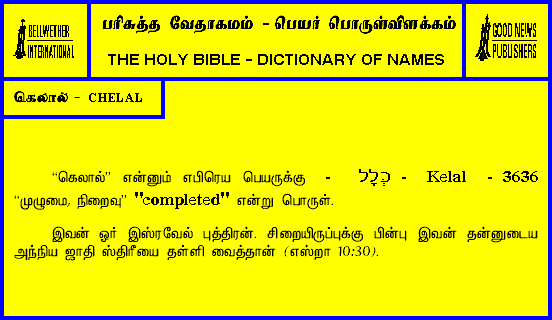 BELLWETHER
INTERNATIONAL
பரிசுத்த வேதாகமம் - பெயர் பொருள்விளக்கம்
THE HOLY BIBLE - DICTIONARY OF NAMES
GOOD NEWS
PUBLISHERS
கெலால் - CHELAL
“கெலால்” என்னும் எபிரெய பெயருக்கு - כְּלָל - Kelal - 3636
“முழுமை, நிறைவு” "completed" என்று பொருள்.
இவன் ஓர் இஸ்ரவேல் புத்திரன். சிறையிருப்புக்கு பின்பு இவன் தன்னுடைய
அந்நிய ஜாதி ஸ்திரீயை தள்ளி வைத்தான் (எஸ்றா 10:30).